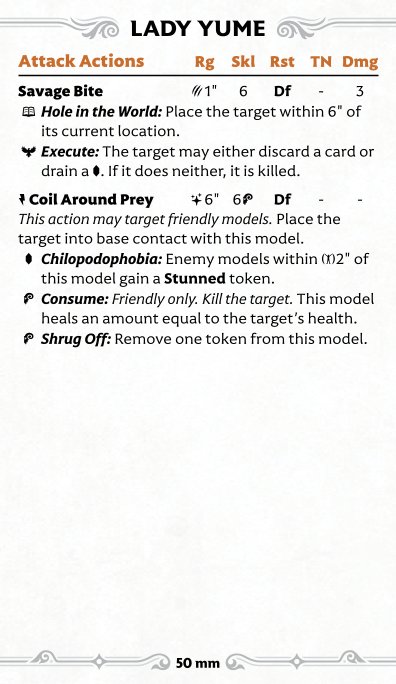 LADY YUME
Attack Actions Rg Skl Rst TN Dmg
Savage Bite 1" 6 Df - 3
Hole in the World: Place the target within 6" of
its current location.
Execute: The target may either discard a card or
drain a . If it does neither, it is killed.
Coil Around Prey 6" 6 Df - -
This action may target friendly models. Place the
target into base contact with this model.
Chilopodophobia: Enemy models within 2" of
this model gain a Stunned token.
Consume: Friendly only. Kill the target. This model
heals an amount equal to the target's health.
Shrug Off: Remove one token from this model.
50 mm